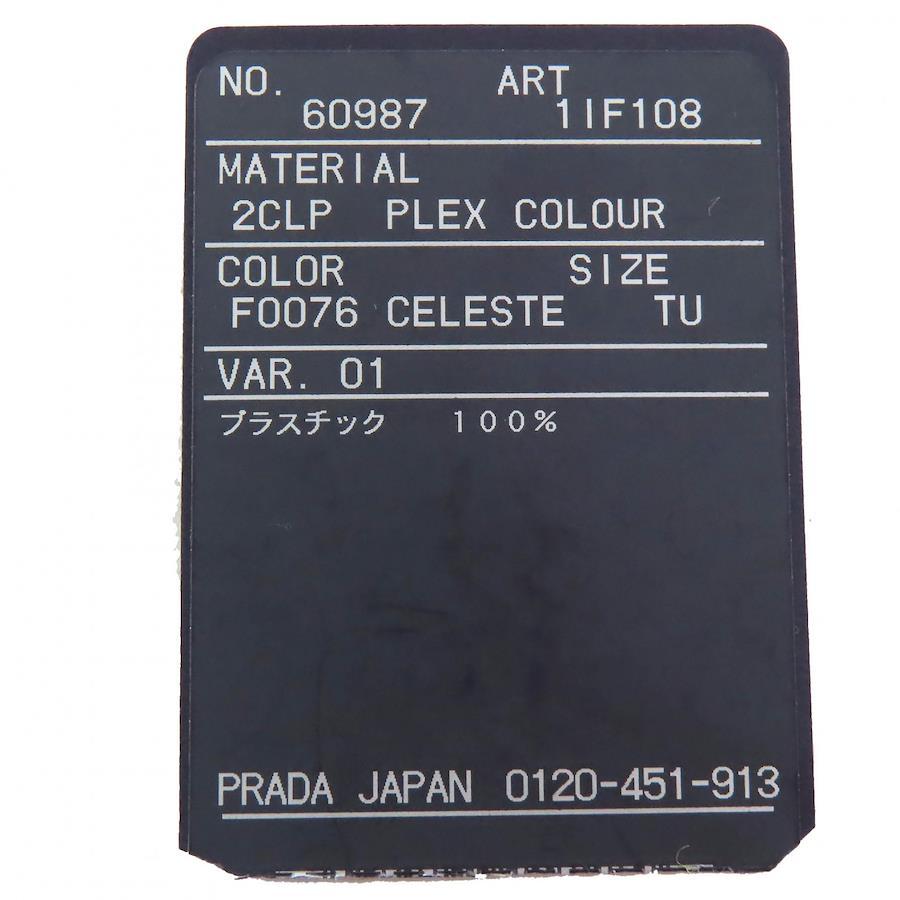 NO. ART
60987 1IF108
MATERIAL
2CLP PLEX COLOUR
COLOR SIZE
F0076 CELESTE TU
VAR. 01
プラスチック １００％
PRADA JAPAN 0120-451-913